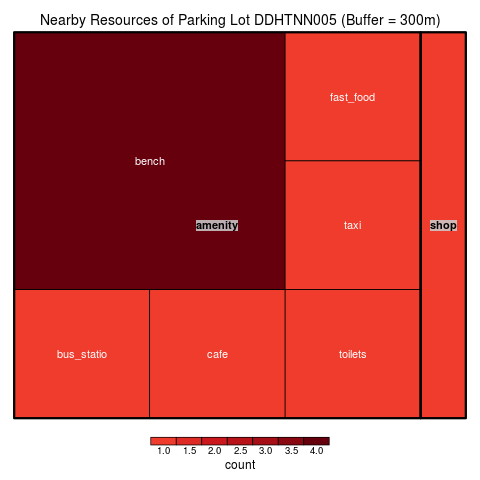 Nearby Resources of Parking Lot DDHTNN005 (Buffer = 300m)
fast_food
bench
amenity
taxi
shop
bus_statio
cafe
toilets
1.0 1.5 2.0 2.5 3.0 3.5 4.0
count